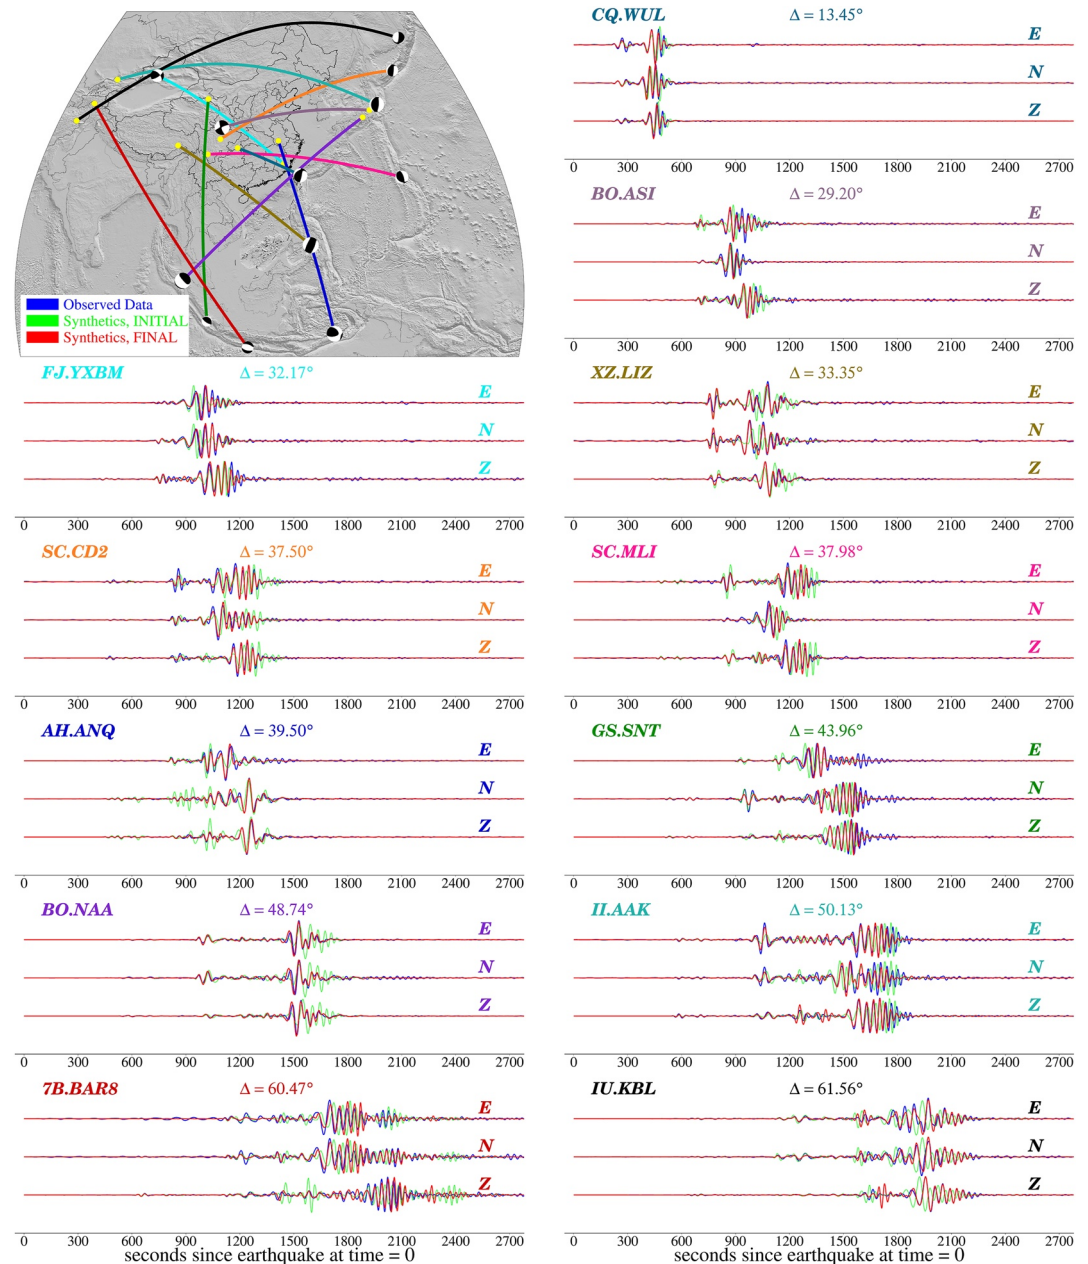 Observed Data
Synthetics, INITIAL
Synthetics, FINAL
CQ.WUL Δ = 13.45°
E
N
Z
0 300 600 900 1200 1500 1800 2100 2400 2700
BO.ASI Δ = 29.20°
E
N
Z
0 300 600 900 1200 1500 1800 2100 2400 2700
FJ.YXBM Δ = 32.17°
E
N
Z
0 300 600 900 1200 1500 1800 2100 2400 2700
XZ.LIZ Δ = 33.35°
E
N
Z
0 300 600 900 1200 1500 1800 2100 2400 2700
SC.CD2 Δ = 37.50°
E
N
Z
0 300 600 900 1200 1500 1800 2100 2400 2700
SC.MLI Δ = 37.98°
E
N
Z
0 300 600 900 1200 1500 1800 2100 2400 2700
AH.ANQ Δ = 39.50°
E
N
Z
0 300 600 900 1200 1500 1800 2100 2400 2700
GS.SNT Δ = 43.96°
E
N
Z
0 300 600 900 1200 1500 1800 2100 2400 2700
BO.NAA Δ = 48.74°
E
N
Z
0 300 600 900 1200 1500 1800 2100 2400 2700
II.AAK Δ = 50.13°
E
N
Z
0 300 600 900 1200 1500 1800 2100 2400 2700
7B.BAR8 Δ = 60.47°
E
N
Z
0 300 600 900 1200 1500 1800 2100 2400 2700
seconds since earthquake at time = 0
IU.KBL Δ = 61.56°
E
N
Z
0 300 600 900 1200 1500 1800 2100 2400 2700
seconds since earthquake at time = 0